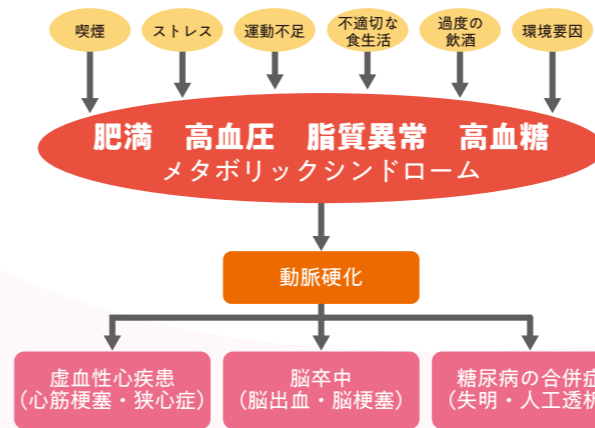 喫煙
ストレス
運動不足
不適切な
食生活
過度の
飲酒
環境要因
肥満 高血圧 脂質異常 高血糖
メタボリックシンドローム
動脈硬化
虚血性心疾患
(心筋梗塞・狭心症)
脳卒中
(脳出血・脳梗塞)
糖尿病の合併症
(失明・人工透析